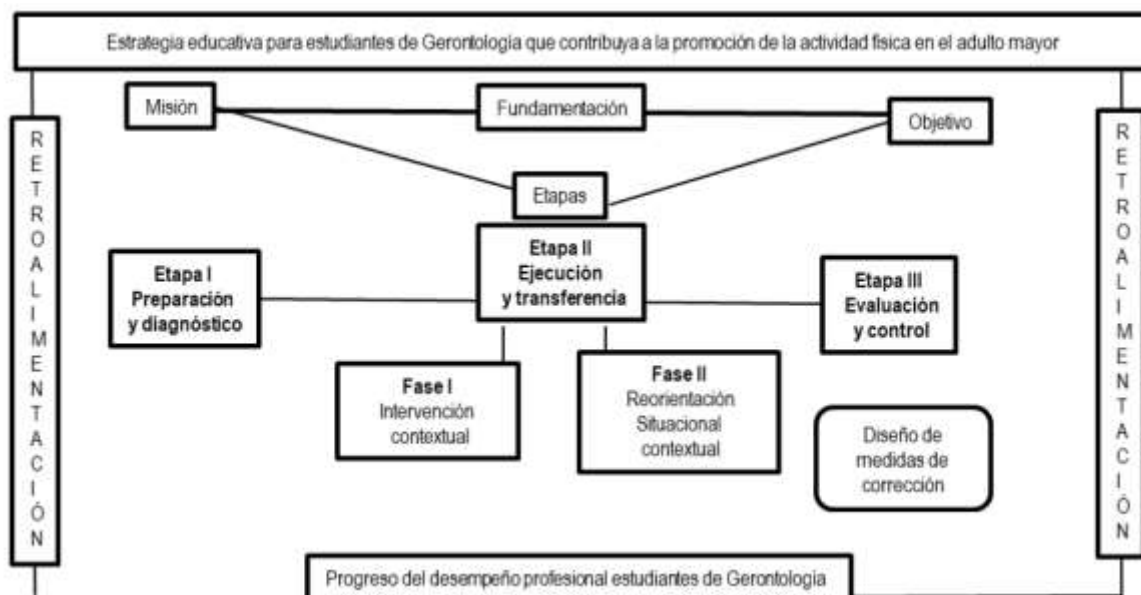 Estrategia educativa para estudiantes de Gerontología que contribuya a la promoción de la actividad física en el adulto mayor
Misión
Fundamentación
Objetivo
RETROALIMENTACIÓN
Etapas
Etapa I
Preparación
y diagnóstico
Etapa II
Ejecución
y transferencia
Etapa III
Evaluación
y control
Fase I
Intervención
contextual
Fase II
Reorientación
Situacional
contextual
Diseño de
medidas de
corrección
RETROALIMENTACIÓN
Progreso del desempeño profesional estudiantes de Gerontología